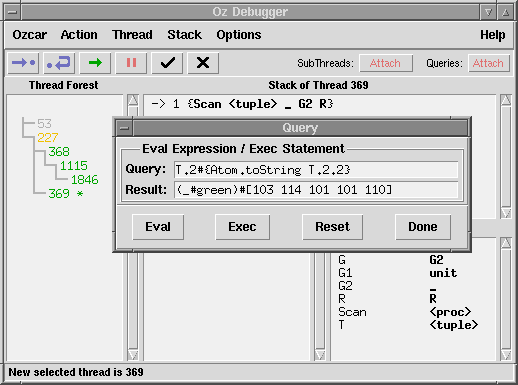 Oz Debugger
Ozcar Action Thread Stack Options Help
SubThreads: Attach Queries: Attach
Thread Forest
Stack of Thread 369
53
227
368
1115
1846
369 *
-> 1 {Scan <tuple> _ G2 R}
Query
Eval Expression / Exec Statement
Query: T.2#{Atom.toString T.2.2}
Result: (_#green)#[103 114 101 101 110]
Eval Exec Reset Done
G G2
G1 unit
G2 _
R R
Scan <proc>
T <tuple>
New selected thread is 369